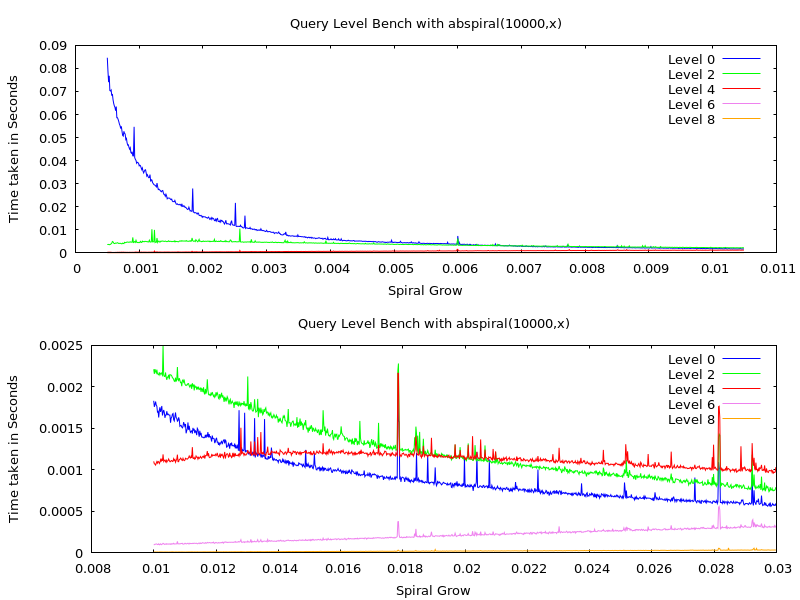 Query Level Bench with abspiral(10000,x)
0.09
0.08
0.07
0.06
0.05
0.04
0.03
0.02
0.01
0
Time taken in Seconds
Level 0
Level 2
Level 4
Level 6
Level 8
0 0.001 0.002 0.003 0.004 0.005 0.006 0.007 0.008 0.009 0.01 0.011
Spiral Grow
Query Level Bench with abspiral(10000,x)
0.0025
0.002
0.0015
0.001
0.0005
0
Time taken in Seconds
Level 0
Level 2
Level 4
Level 6
Level 8
0.008 0.01 0.012 0.014 0.016 0.018 0.02 0.022 0.024 0.026 0.028 0.03
Spiral Grow